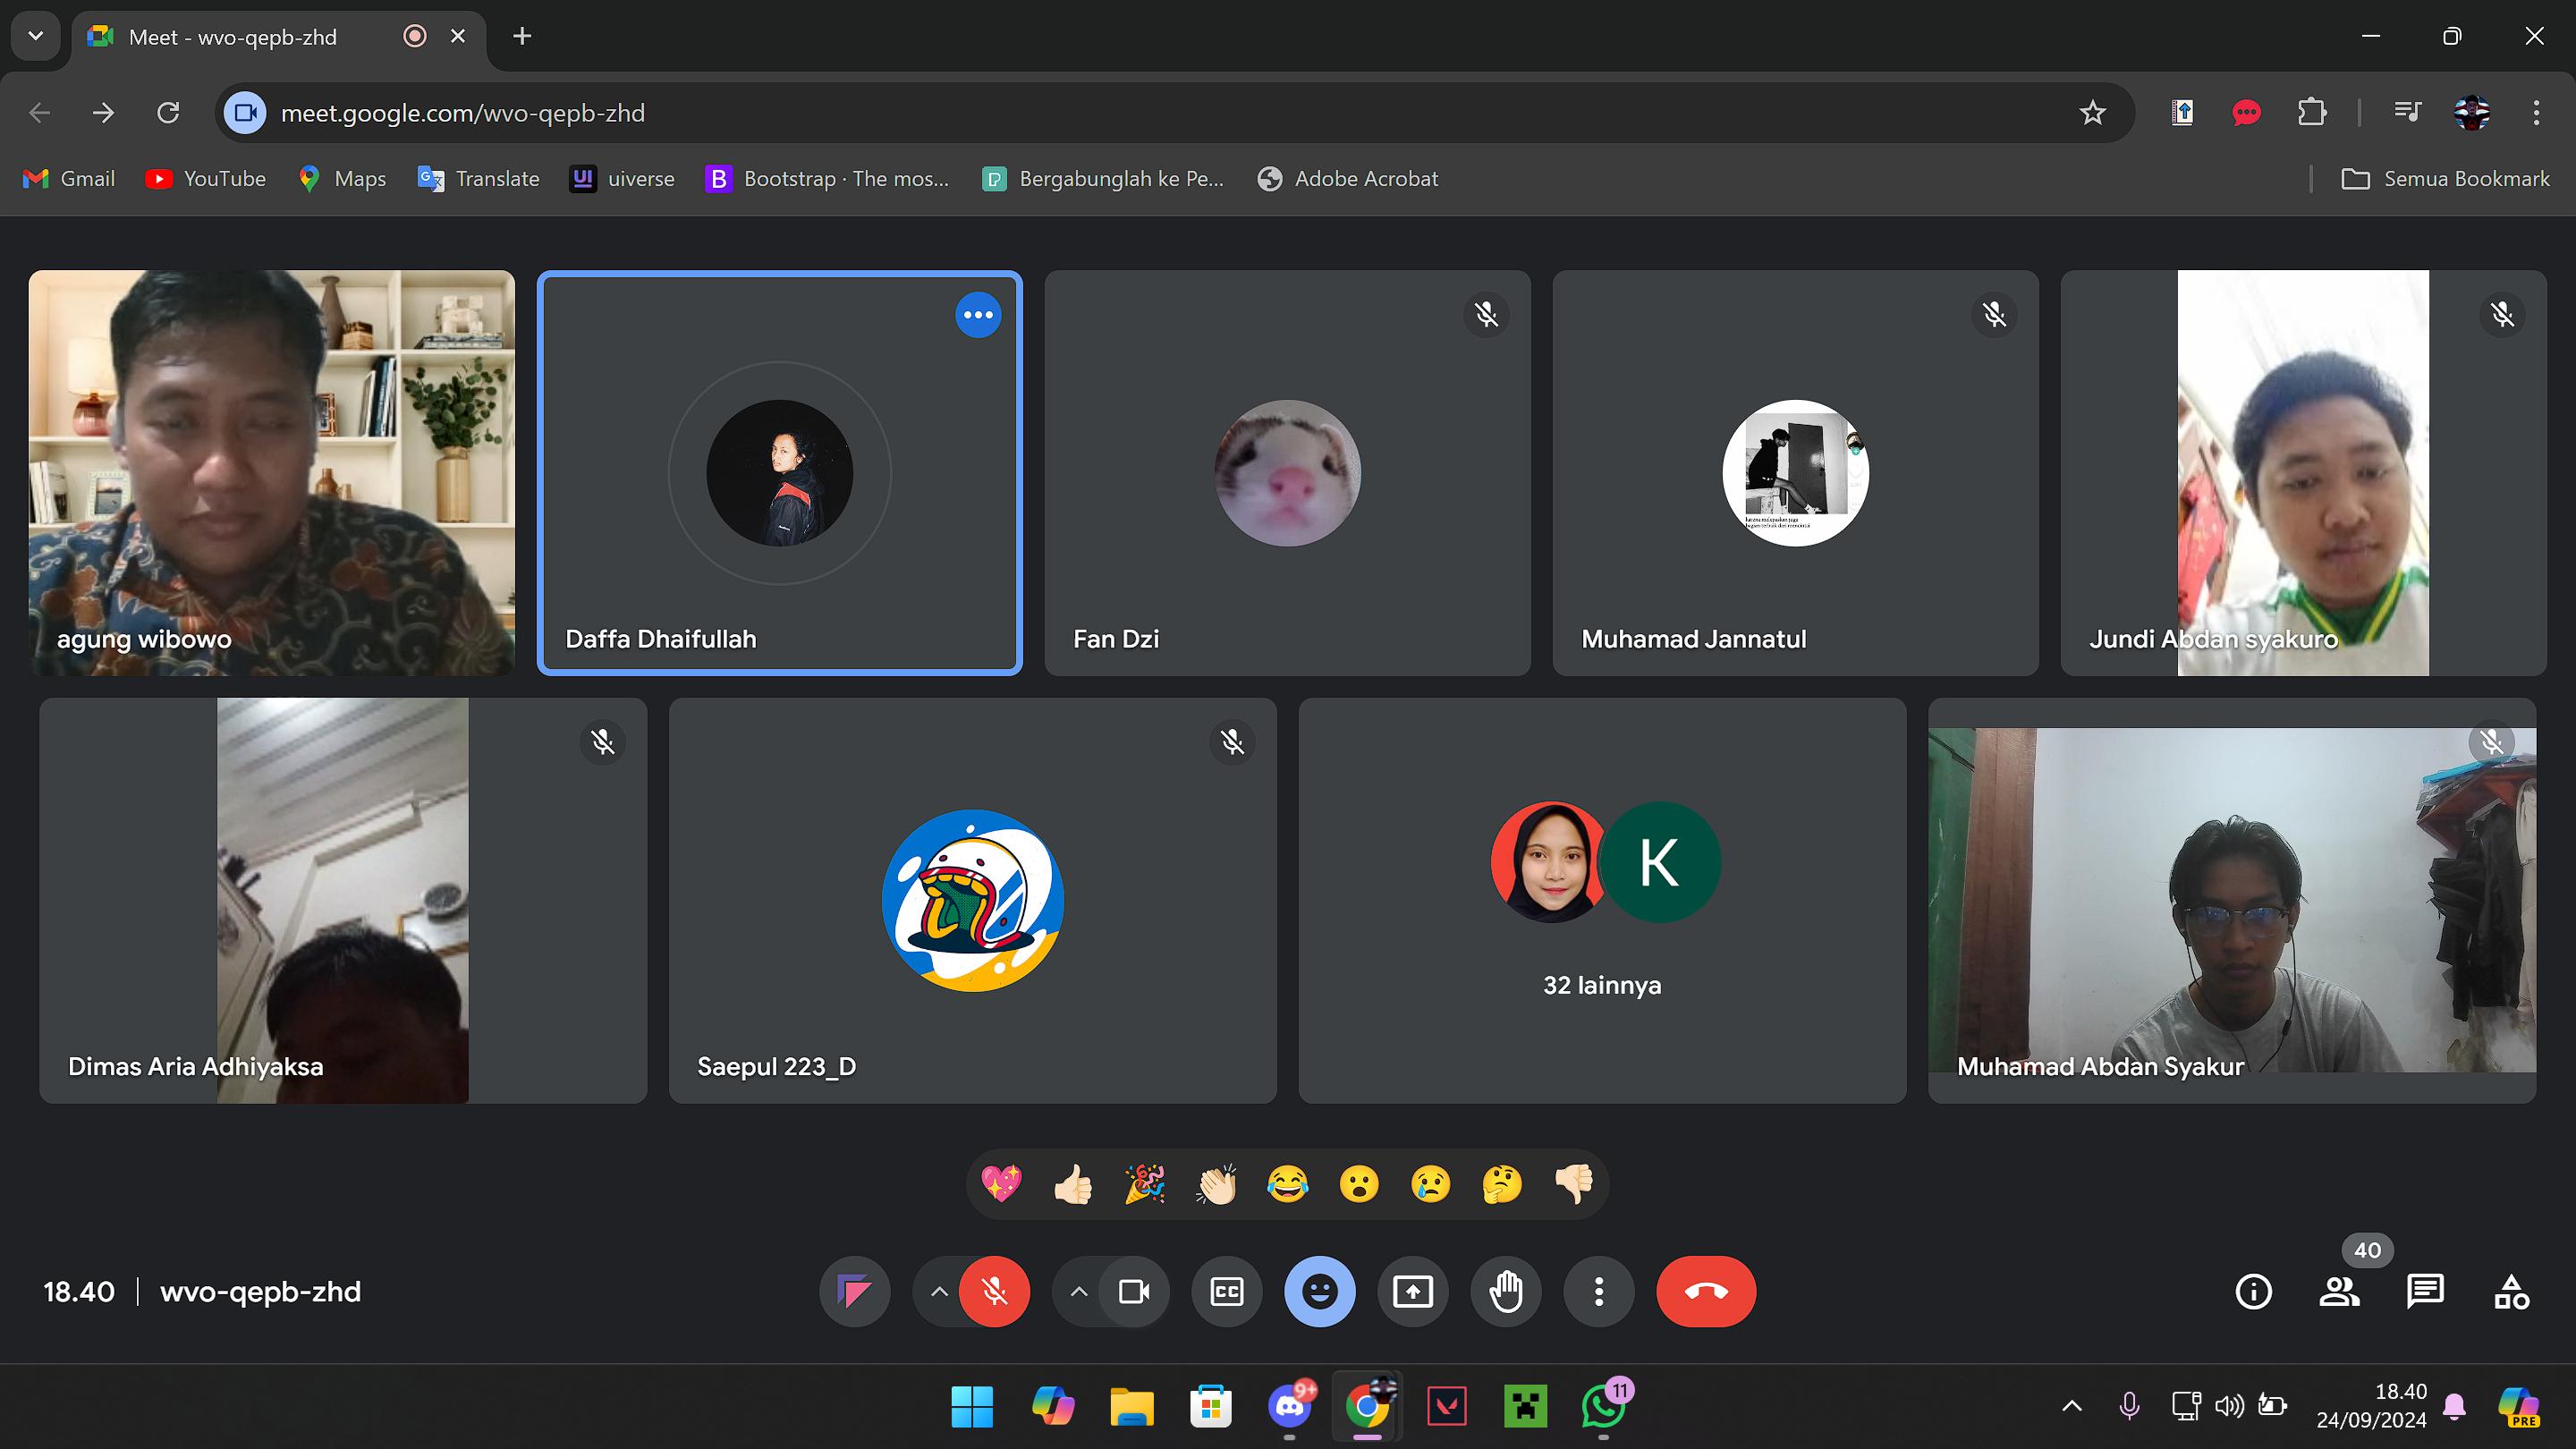 Meet - wvo-qepb-zhd
meet.google.com/wvo-qepb-zhd
Gmail
YouTube
Maps
Translate
UI uiverse
B Bootstrap · The mos...
Bergabunglah ke Pe...
Adobe Acrobat
Semua Bookmark
agung wibowo
Daffa Dhaifullah
Fan Dzi
Muhamad Jannatul
Jundi Abdan syakuro
Dimas Aria Adhiyaksa
Saepul 223_D
K
32 lainnya
Muhamad Abdan Syakur
18.40
wvo-qepb-zhd
CC
40
9+
11
18.40
24/09/2024
PRE